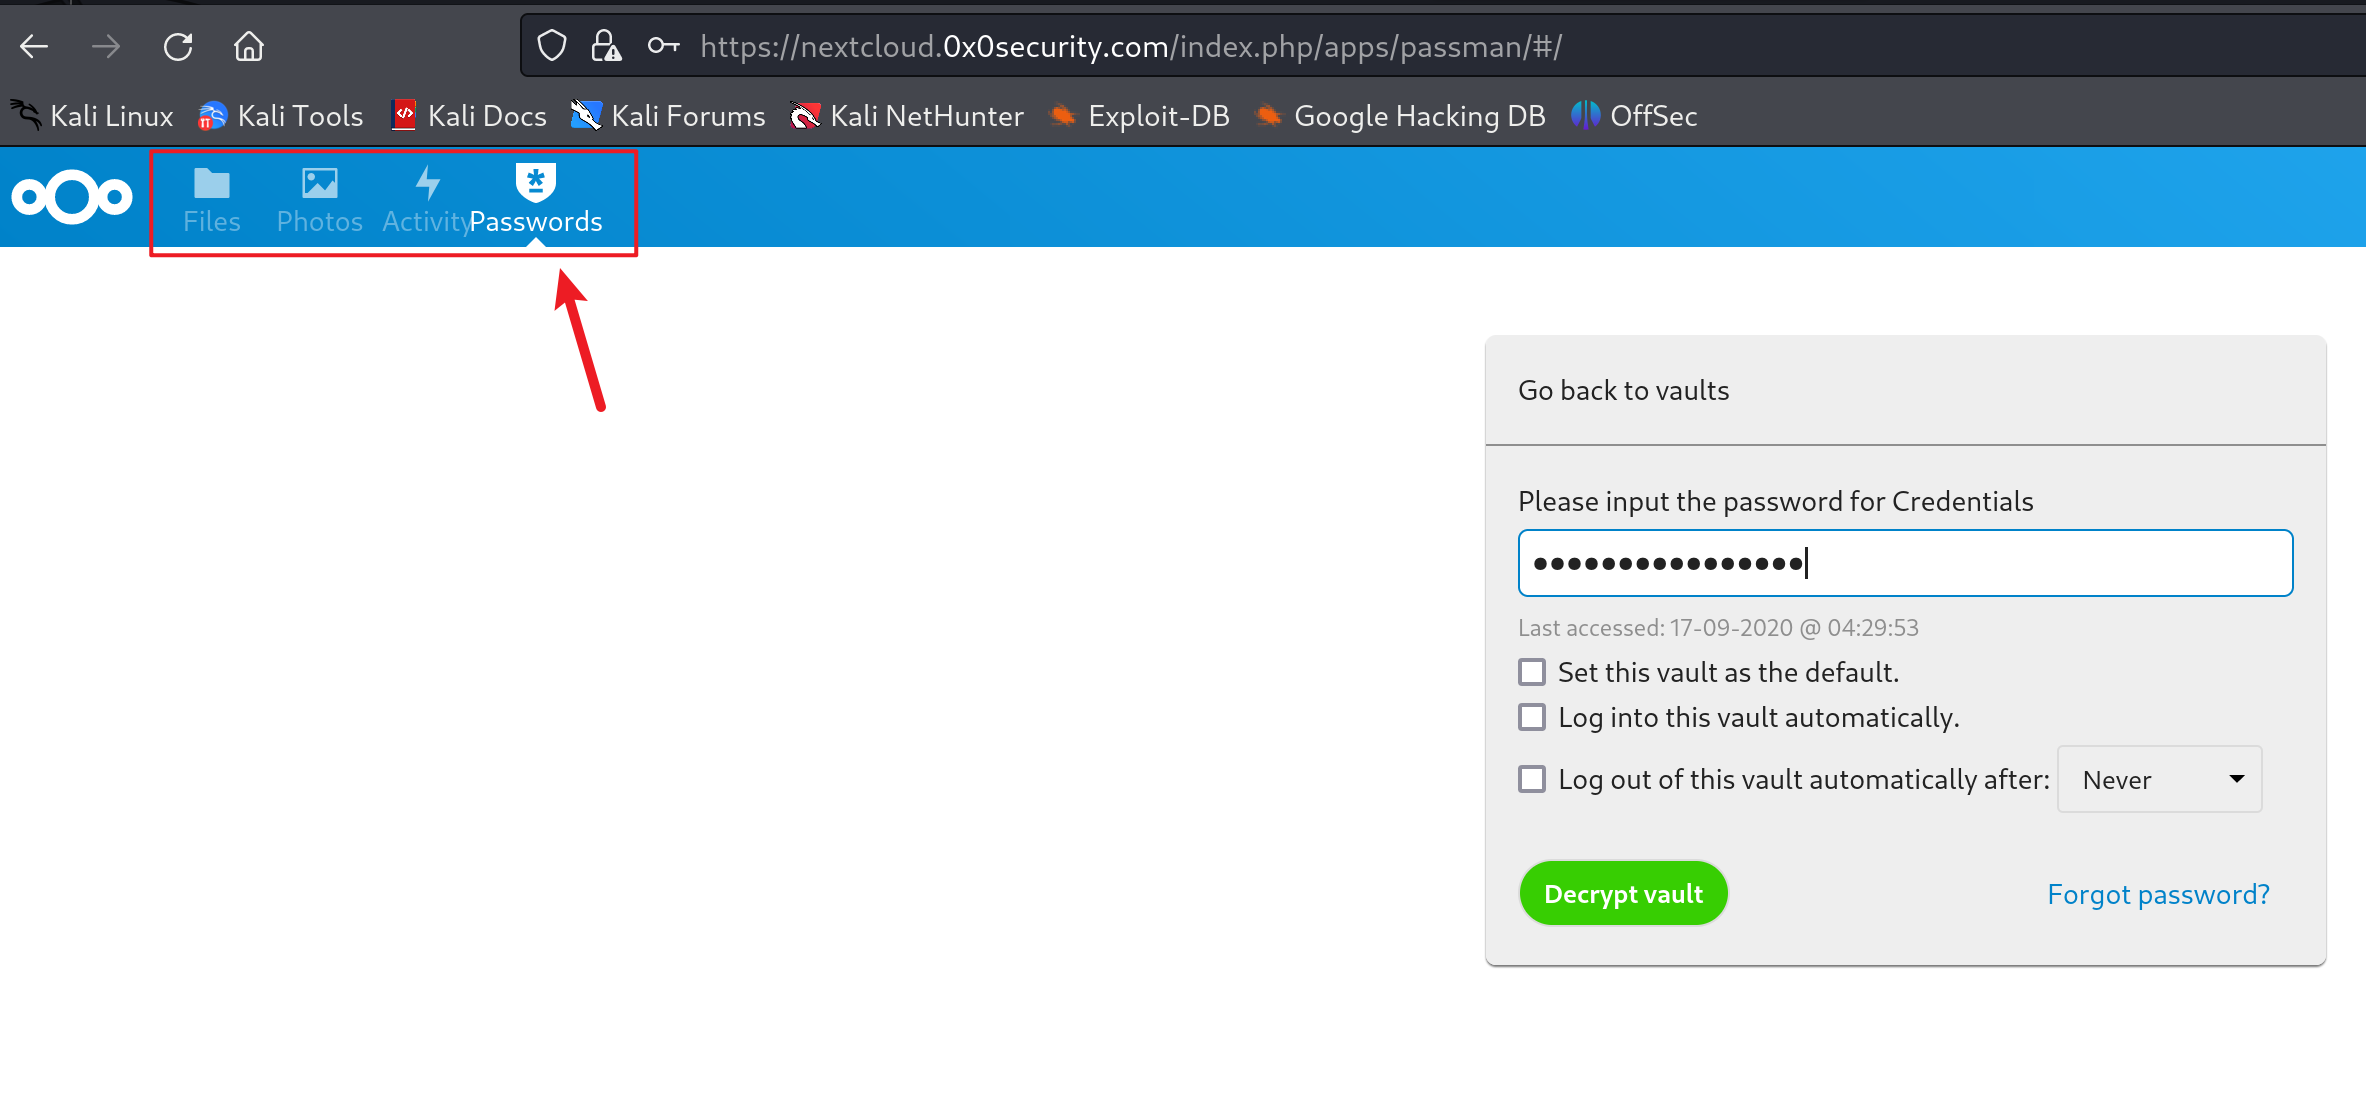 https://nextcloud.0x0security.com/index.php/apps/passman/#/
Kali Linux Kali Tools Kali Docs Kali Forums Kali NetHunter Exploit-DB Google Hacking DB OffSec
Files Photos Activity Passwords
Go back to vaults
Please input the password for Credentials
••••••••••••••••
Last accessed: 17-09-2020 @ 04:29:53
Set this vault as the default.
Log into this vault automatically.
Log out of this vault automatically after: Never
Decrypt vault Forgot password?